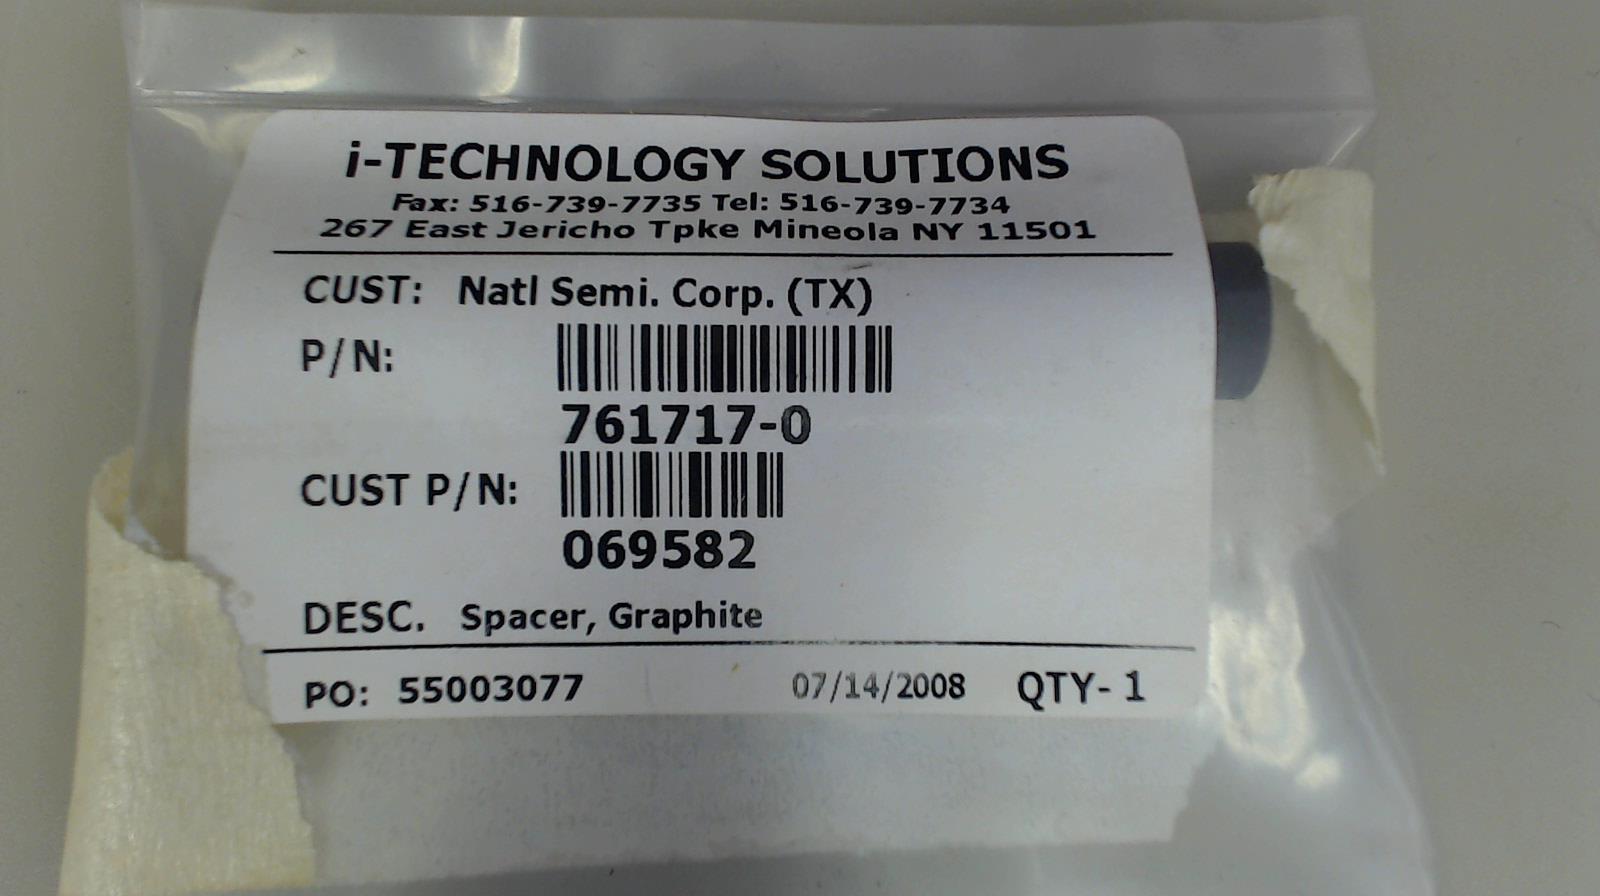 i-TECHNOLOGY SOLUTIONS
Fax: 516-739-7735 Tel: 516-739-7734
267 East Jericho Tpke Mineola NY 11501
CUST: Natl Semi. Corp. (TX)
P/N:
761717-0
CUST P/N:
069582
DESC. Spacer, Graphite
PO: 55003077 07/14/2008 QTY- 1